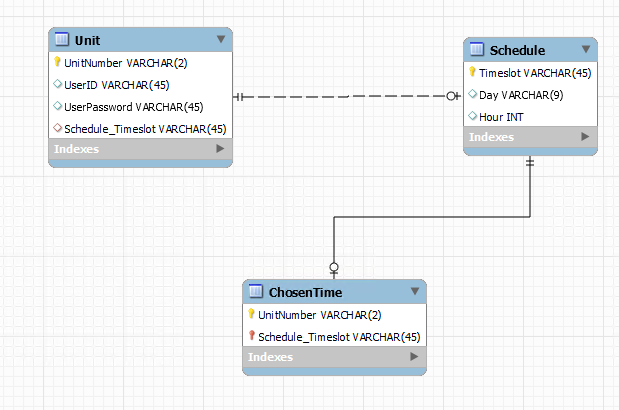 Unit
UnitNumber VARCHAR(2)
UserID VARCHAR(45)
UserPassword VARCHAR(45)
Schedule_Timeslot VARCHAR(45)
Indexes
Schedule
Timeslot VARCHAR(45)
Day VARCHAR(9)
Hour INT
Indexes
ChosenTime
UnitNumber VARCHAR(2)
Schedule_Timeslot VARCHAR(45)
Indexes